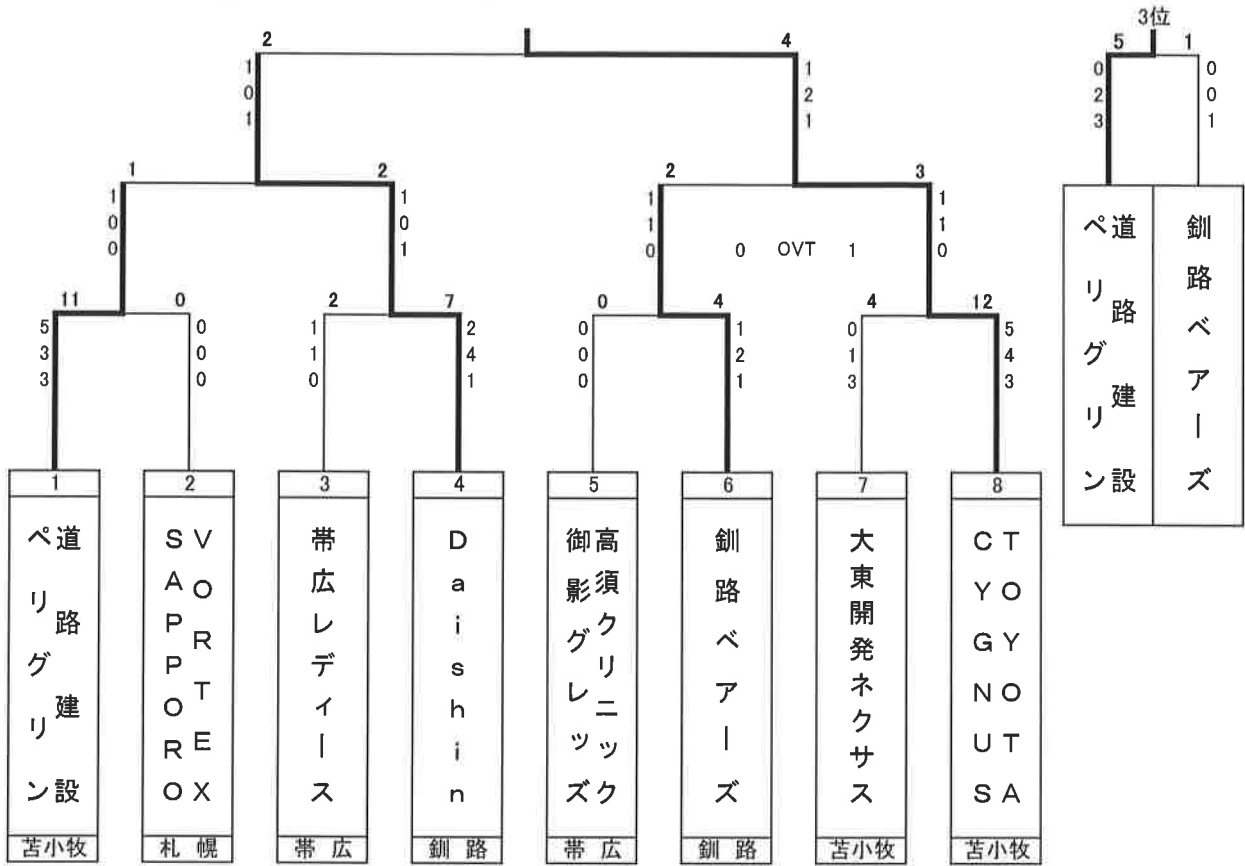 3位
2 4 5 1
1 0 1
1 2 1
0 2 3
0 0 1
1 2 2 3
1 0 0
1 0 1
1 1 0
1 1 0
0 OVT 1
11 0 2 7 0 4 4 12
5 3 3
0 0 0
1 1 0
2 4 1
0 0 0
1 2 1
0 1 3
5 4 3
道路建設
ペリグリン
釧路ベアーズ
1
道路建設
ペリグリン
苫小牧
2
VORTEX
SAPPORO
札幌
3
帯広レディース
帯広
4
Daishin
釧路
5
高須クリニック
御影グレッズ
帯広
6
釧路ベアーズ
釧路
7
大東開発ネクサス
苫小牧
8
TOYOTA
CYGNUS
苫小牧